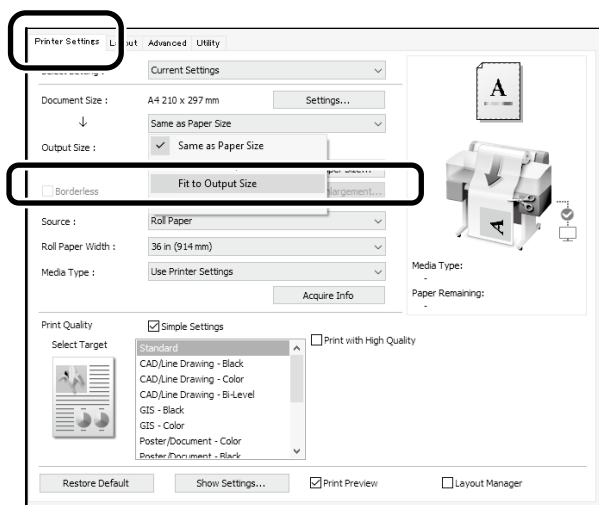 Printer Settings Layout Advanced Utility
Current Settings
Document Size : A4 210 x 297 mm Settings...
↓ Same as Paper Size
Output Size : ✓ Same as Paper Size
Fit to Output Size
Borderless
Source : Roll Paper
Roll Paper Width : 36 in (914 mm)
Media Type : Use Printer Settings
Acquire Info
A
A
Media Type:
-
Paper Remaining:
-
Print Quality Simple Settings
Select Target
Standard
CAD/Line Drawing - Black
CAD/Line Drawing - Color
CAD/Line Drawing - Bi-Level
GIS - Black
GIS - Color
Poster/Document - Color
Poster/Document - Black
Print with High Quality
Restore Default Show Settings... Print Preview Layout Manager